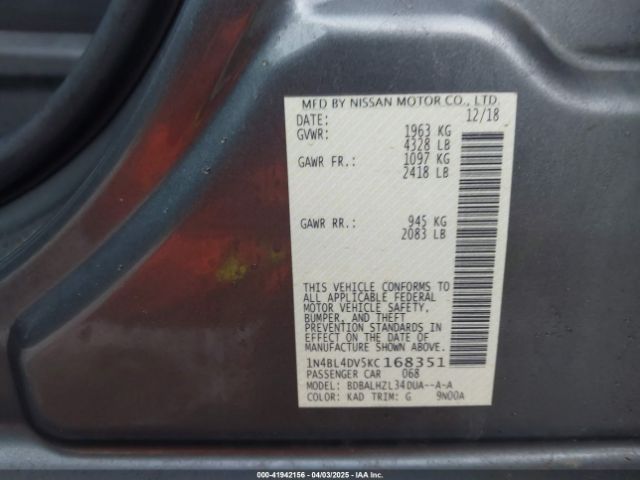 MFD BY NISSAN MOTOR CO., LTD.
DATE: 12/18
GVWR: 1963 KG
4328 LB
GAWR FR.: 1097 KG
2418 LB
GAWR RR.: 945 KG
2083 LB
THIS VEHICLE CONFORMS TO
ALL APPLICABLE FEDERAL
MOTOR VEHICLE SAFETY,
BUMPER, AND THEFT
PREVENTION STANDARDS
IN EFFECT ON THE DATE OF
MANUFACTURE SHOWN ABOVE.
1N4BL4DV5KC168351
PASSENGER CAR 068
MODEL: BDBALHZL34DUA--A-A
COLOR: KAD TRIM: G 9N00A
000-41942156 - 04/03/2025 - IAAI.com